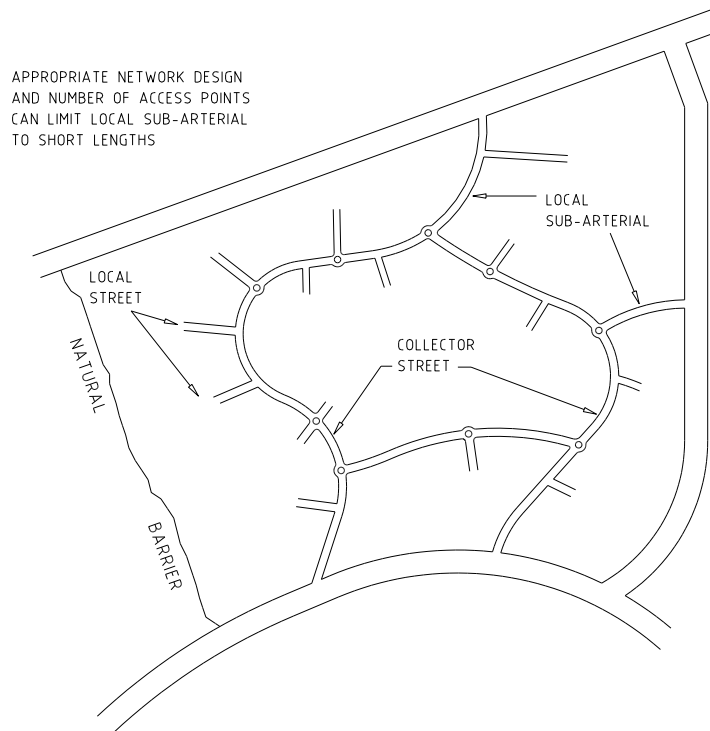 APPROPRIATE NETWORK DESIGN
AND NUMBER OF ACCESS POINTS
CAN LIMIT LOCAL SUB-ARTERIAL
TO SHORT LENGTHS
LOCAL
SUB-ARTERIAL
LOCAL
STREET
COLLECTOR
STREET
NATURAL
BARRIER